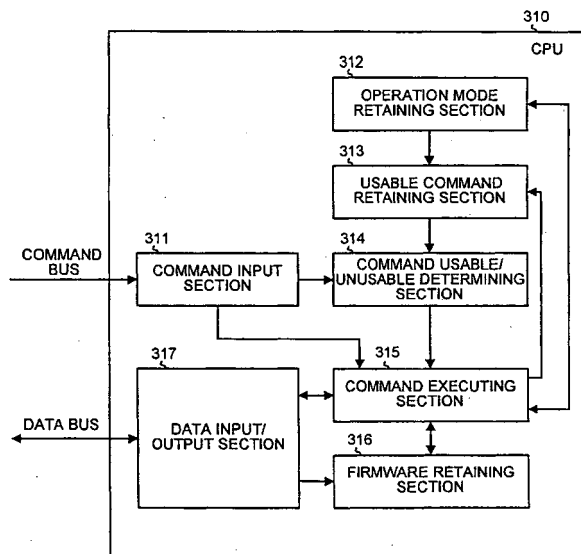 310
CPU
312
OPERATION MODE
RETAINING SECTION
313
USABLE COMMAND
RETAINING SECTION
COMMAND
BUS
311
COMMAND INPUT
SECTION
314
COMMAND USABLE/
UNUSABLE DETERMINING
SECTION
315
COMMAND EXECUTING
SECTION
317
DATA INPUT/
OUTPUT SECTION
DATA BUS
316
FIRMWARE RETAINING
SECTION